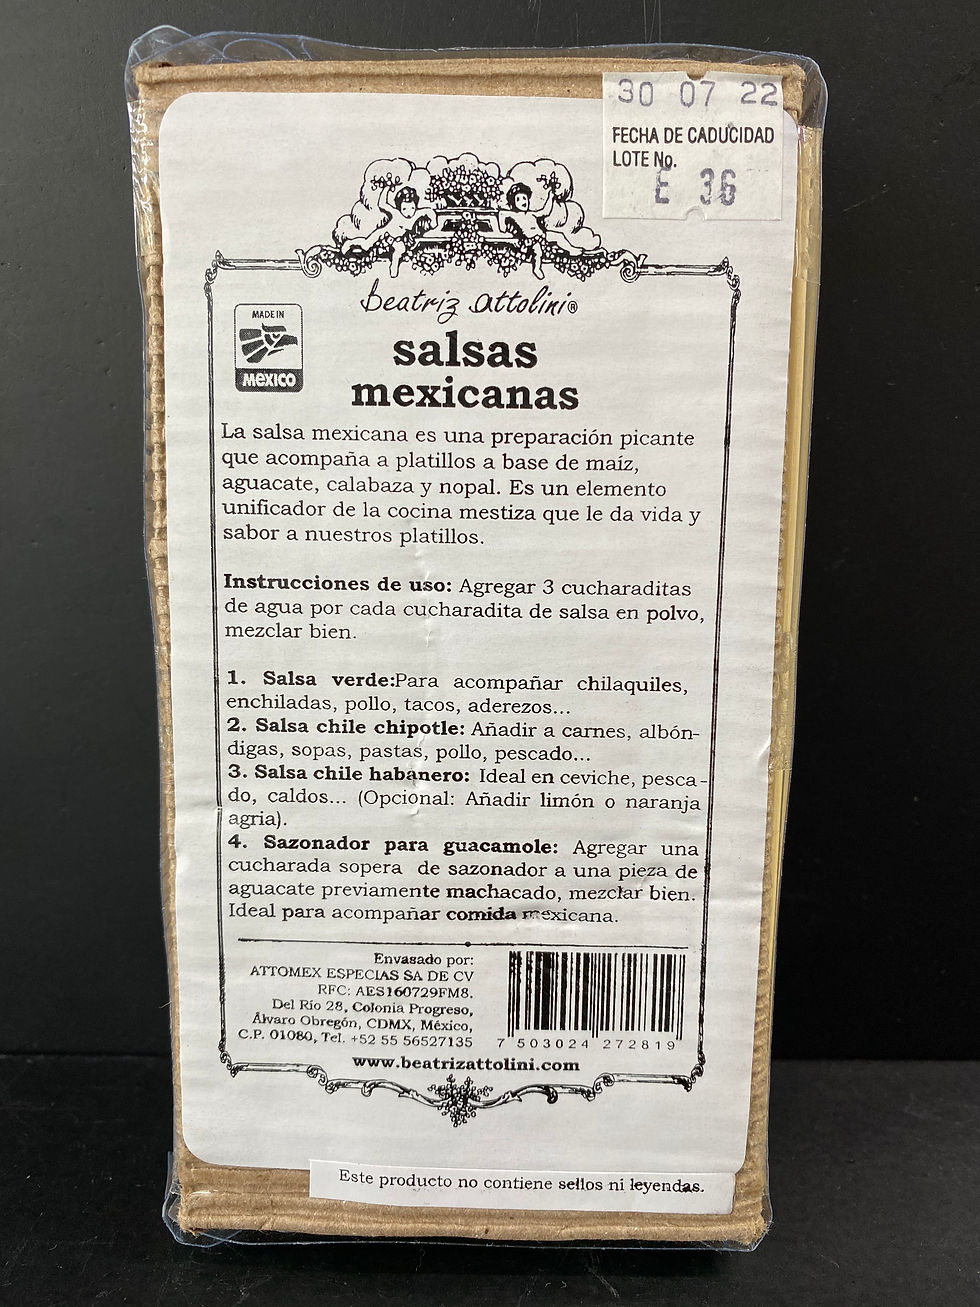 30 07 22
FECHA DE CADUCIDAD
LOTE No.
E 36
beatriz attolini®
MADE IN
MEXICO
salsas
mexicanas
La salsa mexicana es una preparación picante
que acompaña a platillos a base de maíz,
aguacate, calabaza y nopal. Es un elemento
unificador de la cocina mestiza que le da vida y
sabor a nuestros platillos.
Instrucciones de uso: Agregar 3 cucharaditas
de agua por cada cucharadita de salsa en polvo,
mezclar bien.
1. Salsa verde:Para acompañar chilaquiles,
enchiladas, pollo, tacos, aderezos...
2. Salsa chile chipotle: Añadir a carnes, albón-
digas, sopas, pastas, pollo, pescado...
3. Salsa chile habanero: Ideal en ceviche, pesca-
do, caldos... (Opcional: Añadir limón o naranja
agria).
4. Sazonador para guacamole: Agregar una
cucharada sopera de sazonador a una pieza de
aguacate previamente machacado, mezclar bien.
Ideal para acompañar comida mexicana.
Envasado por:
ATTOMEX ESPECIAS SA DE CV
RFC: AES160729FM8.
Del Río 28, Colonia Progreso,
Álvaro Obregón, CDMX, México,
C.P. 01080, Tel. +52 55 56527135
7 503024 272819
www.beatrizattolini.com
Este producto no contiene sellos ni leyendas.